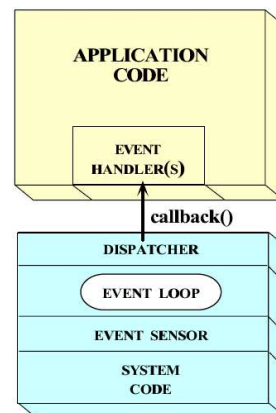 APPLICATION
CODE
EVENT
HANDLER(S)
callback()
DISPATCHER
EVENT LOOP
EVENT SENSOR
SYSTEM
CODE